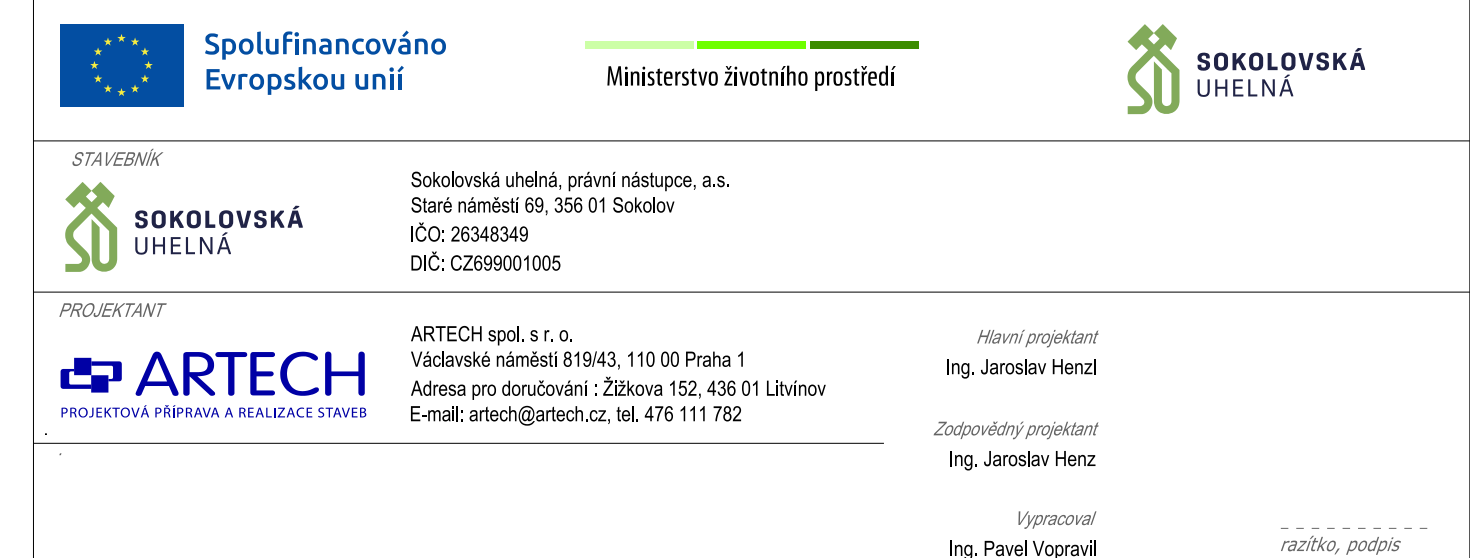 Spolufinancováno
Evropskou unií
Ministerstvo životního prostředí
SOKOLOVSKÁ
UHELNÁ
STAVEBNÍK
SOKOLOVSKÁ
UHELNÁ
Sokolovská uhelná, právní nástupce, a.s.
Staré náměstí 69, 356 01 Sokolov
IČO: 26348349
DIČ: CZ699001005
PROJEKTANT
ARTECH
PROJEKTOVÁ PŘÍPRAVA A REALIZACE STAVEB
ARTECH spol. s r. o.
Václavské náměstí 819/43, 110 00 Praha 1
Adresa pro doručování : Žižkova 152, 436 01 Litvínov
E-mail: artech@artech.cz, tel. 476 111 782
Hlavní projektant
Ing. Jaroslav Henzl
Zodpovědný projektant
Ing. Jaroslav Henz
Vypracoval
Ing. Pavel Vopravil
razítko, podpis